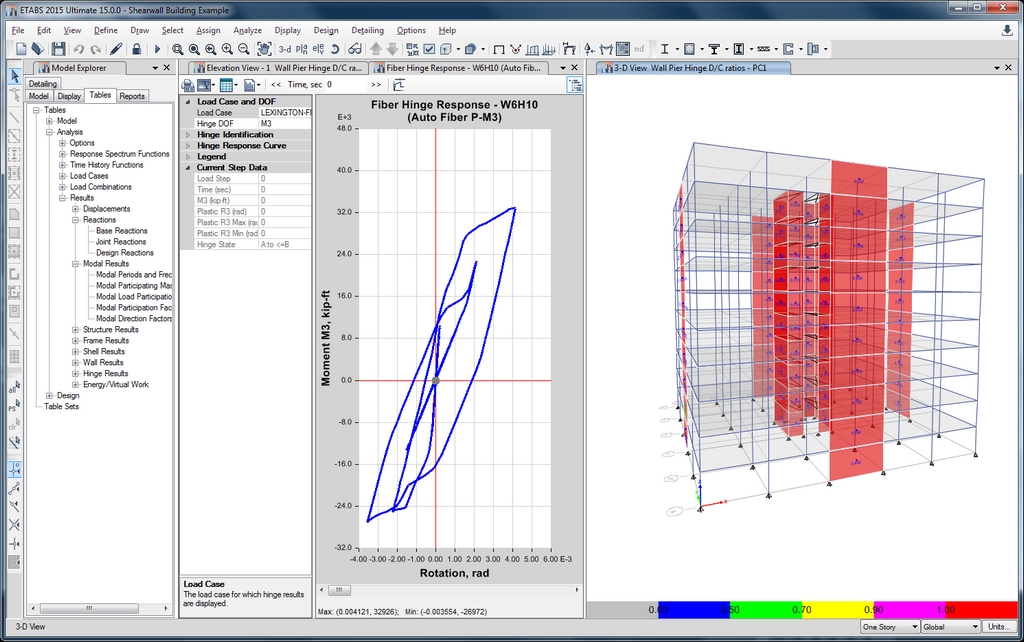 ETABS 2015 Ultimate 15.0.0 - Shearwall Building Example
File Edit View Define Draw Select Assign Analyze Display Design Detailing Options Help
3-d nd
Model Explorer
Detailing
Model Display Tables Reports
Tables
Model
Analysis
Options
Response Spectrum Functions
Time History Functions
Load Cases
Load Combinations
Results
Displacements
Reactions
Base Reactions
Joint Reactions
Design Reactions
Modal Results
Modal Periods and Frec
Modal Participating Ma
Modal Load Participatio
Modal Participation Fac
Modal Direction Factors
Structure Results
Frame Results
Shell Results
Wall Results
Hinge Results
Energy/Virtual Work
Design
Table Sets
Elevation View - 1 Wall Pier Hinge D/C ra...
Fiber Hinge Response - W6H10 (Auto Fib...
<< Time, sec 0 >>
Load Case and DOF
Load Case LEXINGTON-FI
Hinge DOF M3
Hinge Identification
Hinge Response Curve
Legend
Current Step Data
Load Step 0
Time (sec) 0
M3 (kip-ft) 0
Plastic R3 (rad) 0
Plastic R3 Max (rac 0
Plastic R3 Min (rad 0
Hinge State A to <=B
Load Case
The load case for which hinge results
are displayed.
Fiber Hinge Response - W6H10
(Auto Fiber P-M3)
E+3
48.0
40.0
32.0
24.0
16.0
8.0
0.0
-8.0
-16.0
-24.0
-32.0
Moment M3, kip-ft
-4.00 -3.00 -2.00 -1.00 0.00 1.00 2.00 3.00 4.00 5.00 6.00 E-3
Rotation, rad
Max: (0.004121, 32926); Min: (-0.003554, -26972)
3-D View Wall Pier Hinge D/C ratios - PC1
0.00 0.50 0.70 0.90 1.00
3-D View
One Story Global Units...